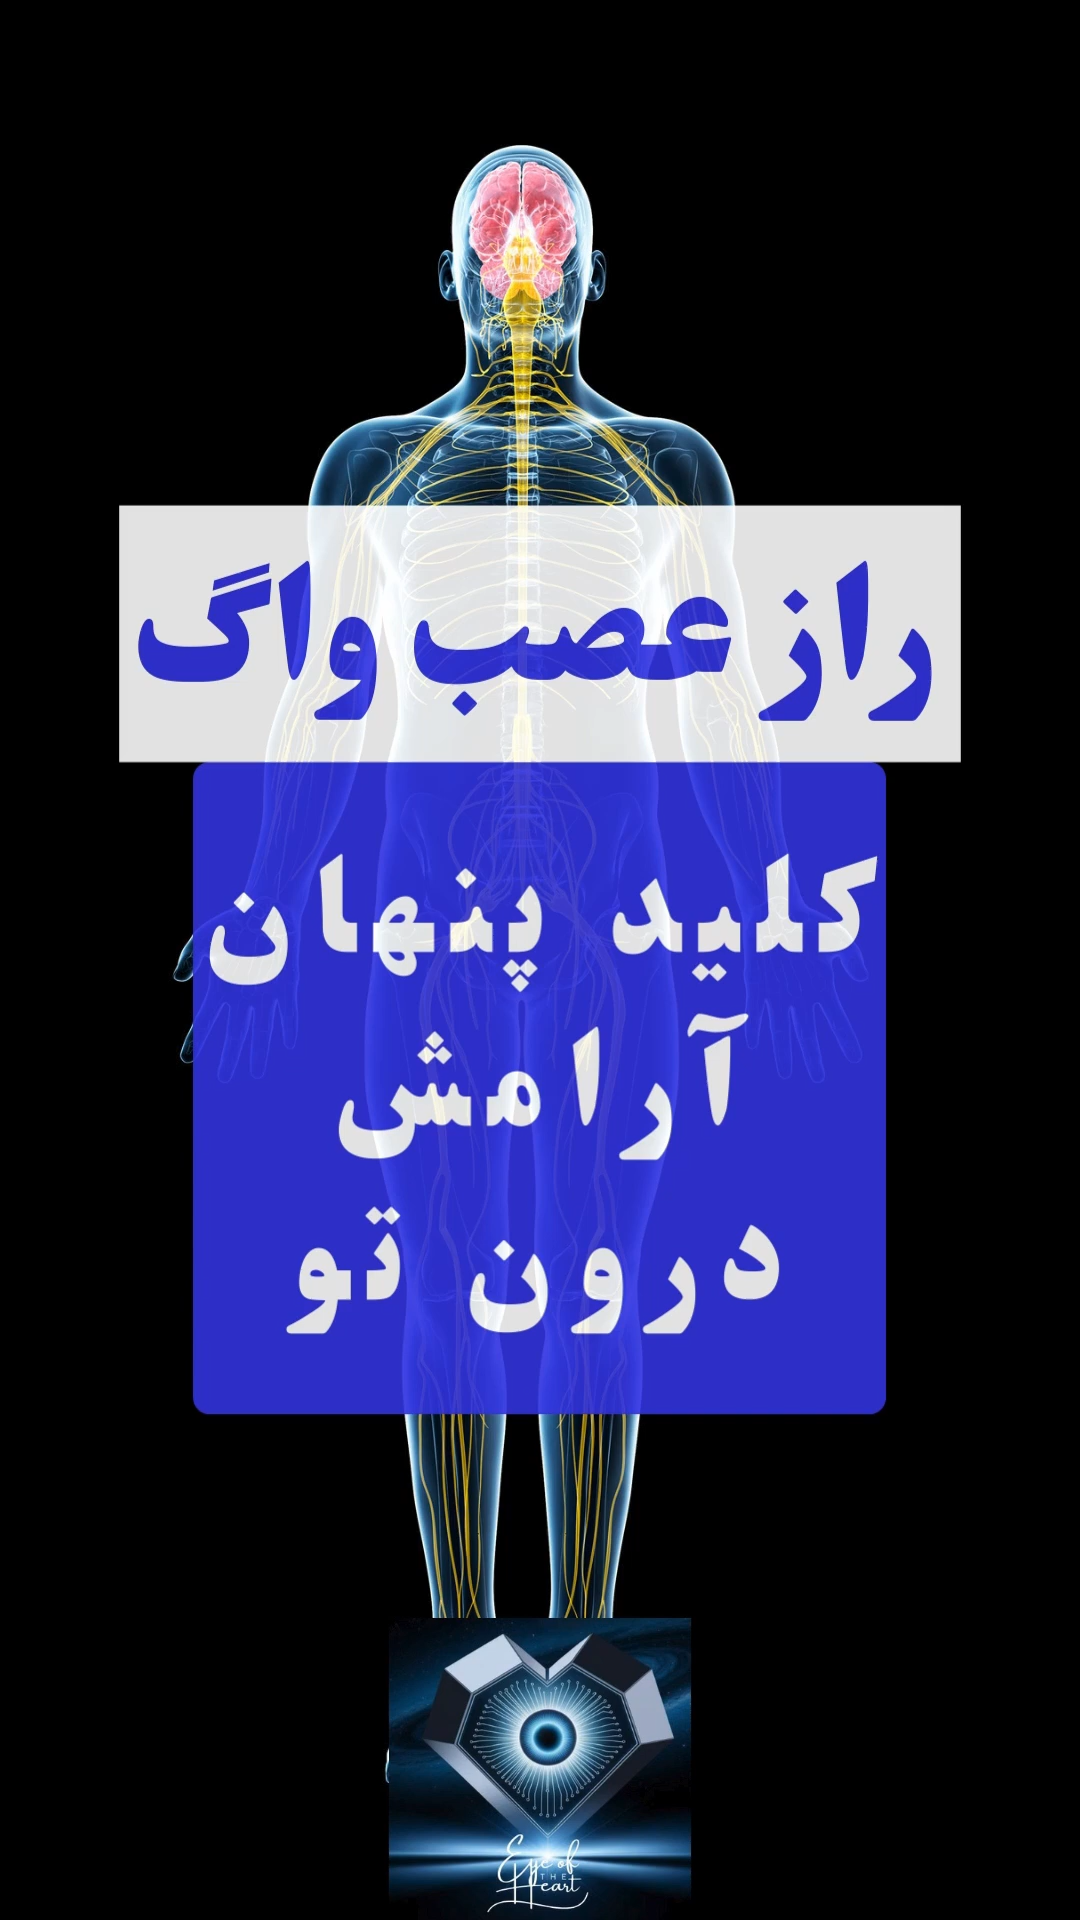 راز عصب واگ
کلید پنهان
آرامش
درون تو
Eye of
THE
Heart